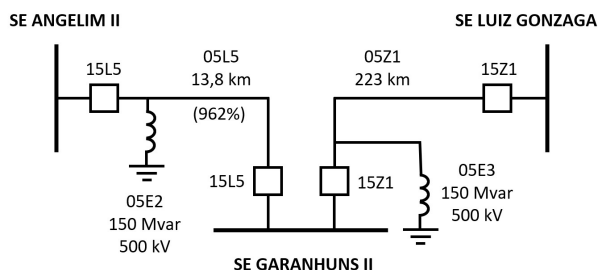 SE ANGELIM II
SE LUIZ GONZAGA
15L5
05L5
13,8 km
(962%)
05Z1
223 km
15Z1
15L5
15Z1
05E2
150 Mvar
500 kV
05E3
150 Mvar
500 kV
SE GARANHUNS II